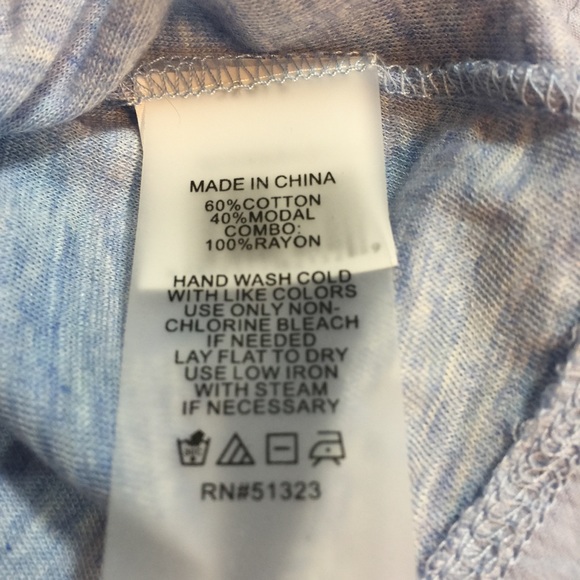 MADE IN CHINA
60%COTTON
40%MODAL
COMBO:
100%RAYON
HAND WASH COLD
WITH LIKE COLORS
USE ONLY NON-
CHLORINE BLEACH
IF NEEDED
LAY FLAT TO DRY
USE LOW IRON
WITH STEAM
IF NECESSARY
RN#51323